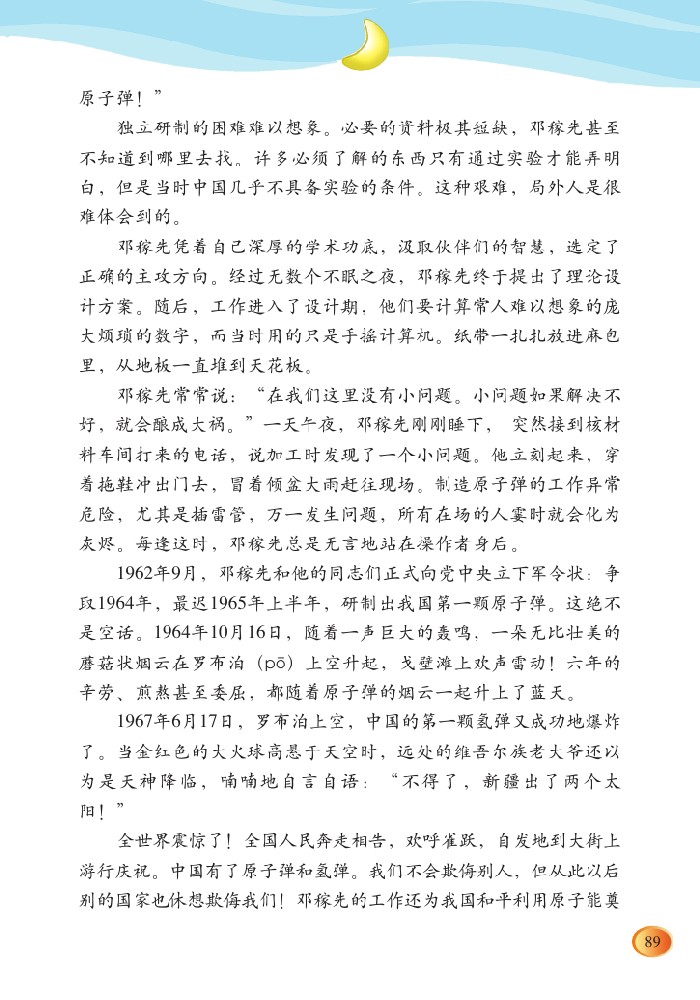 原子弹！”
独立研制的困难难以想象。必要的资料极其短缺，邓稼先甚至
不知道到哪里去找。许多必须了解的东西只有通过实验才能弄明
白，但是当时中国几乎不具备实验的条件。这种艰难，局外人是很
难体会到的。
邓稼先凭着自己深厚的学术功底，汲取伙伴们的智慧，选定了
正确的主攻方向。经过无数个不眠之夜，邓稼先终于提出了理论设
计方案。随后，工作进入了设计期，他们要计算常人难以想象的庞
大烦琐的数字，而当时用的只是手摇计算机。纸带一扎扎放进麻包
里，从地板一直堆到天花板。
邓稼先常常说：“在我们这里没有小问题。小问题如果解决不
好，就会酿成大祸。”一天午夜，邓稼先刚刚睡下， 突然接到核材
料车间打来的电话，说加工时发现了一个小问题。他立刻起来，穿
着拖鞋冲出门去，冒着倾盆大雨赶往现场。制造原子弹的工作异常
危险，尤其是插雷管，万一发生问题，所有在场的人霎时就会化为
灰烬。每逢这时，邓稼先总是无言地站在操作者身后。
1962年9月，邓稼先和他的同志们正式向党中央立下军令状：争
取1964年，最迟1965年上半年，研制出我国第一颗原子弹。这绝不
是空话。1964年10月16日，随着一声巨大的轰鸣，一朵无比壮美的
蘑菇状烟云在罗布泊（pō）上空升起，戈壁滩上欢声雷动！六年的
辛劳、煎熬甚至委屈，都随着原子弹的烟云一起升上了蓝天。
1967年6月17日，罗布泊上空，中国的第一颗氢弹又成功地爆炸
了。当金红色的大火球高悬于天空时，远处的维吾尔族老大爷还以
为是天神降临，喃喃地自言自语：“不得了，新疆出了两个太
阳！”
全世界震惊了！全国人民奔走相告，欢呼雀跃，自发地到大街上
游行庆祝。中国有了原子弹和氢弹。我们不会欺侮别人，但从此以后
别的国家也休想欺侮我们！邓稼先的工作还为我国和平利用原子能奠
89